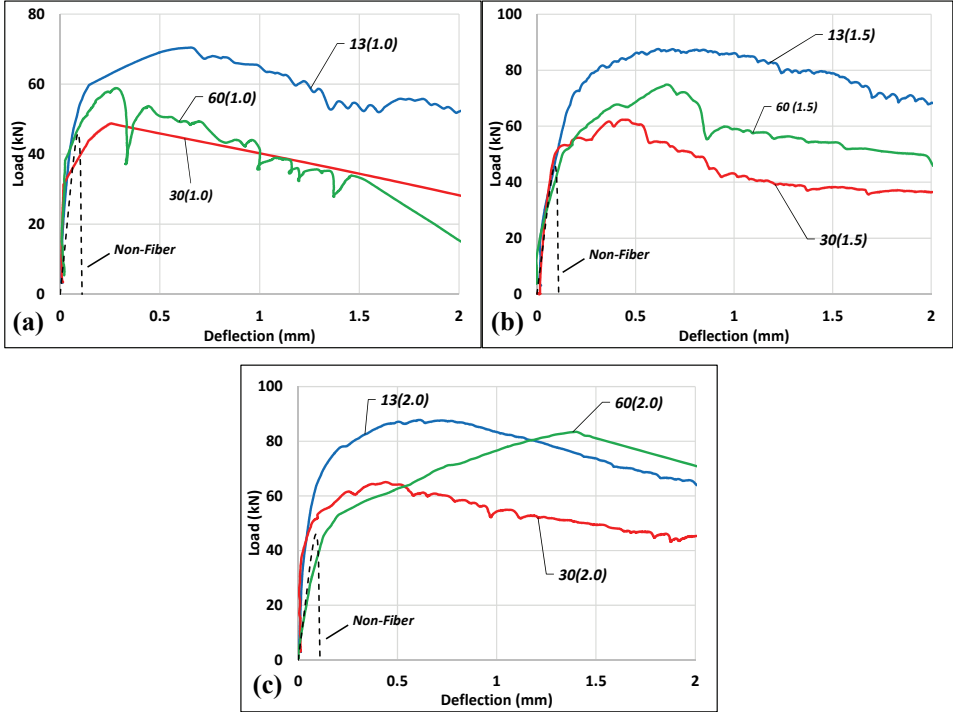 80
70
60
50
40
30
20
10
0
Load (kN)
13(1.0)
60(1.0)
30(1.0)
Non-Fiber
0 0.5 1 1.5 2
Deflection (mm)
(a)
100
80
60
40
20
0
Load (kN)
13(1.5)
60 (1.5)
30(1.5)
Non-Fiber
0 0.5 1 1.5 2
Deflection (mm)
(b)
100
80
60
40
20
0
Load (kN)
13(2.0)
60(2.0)
30(2.0)
Non-Fiber
0 0.5 1 1.5 2
Deflection (mm)
(c)